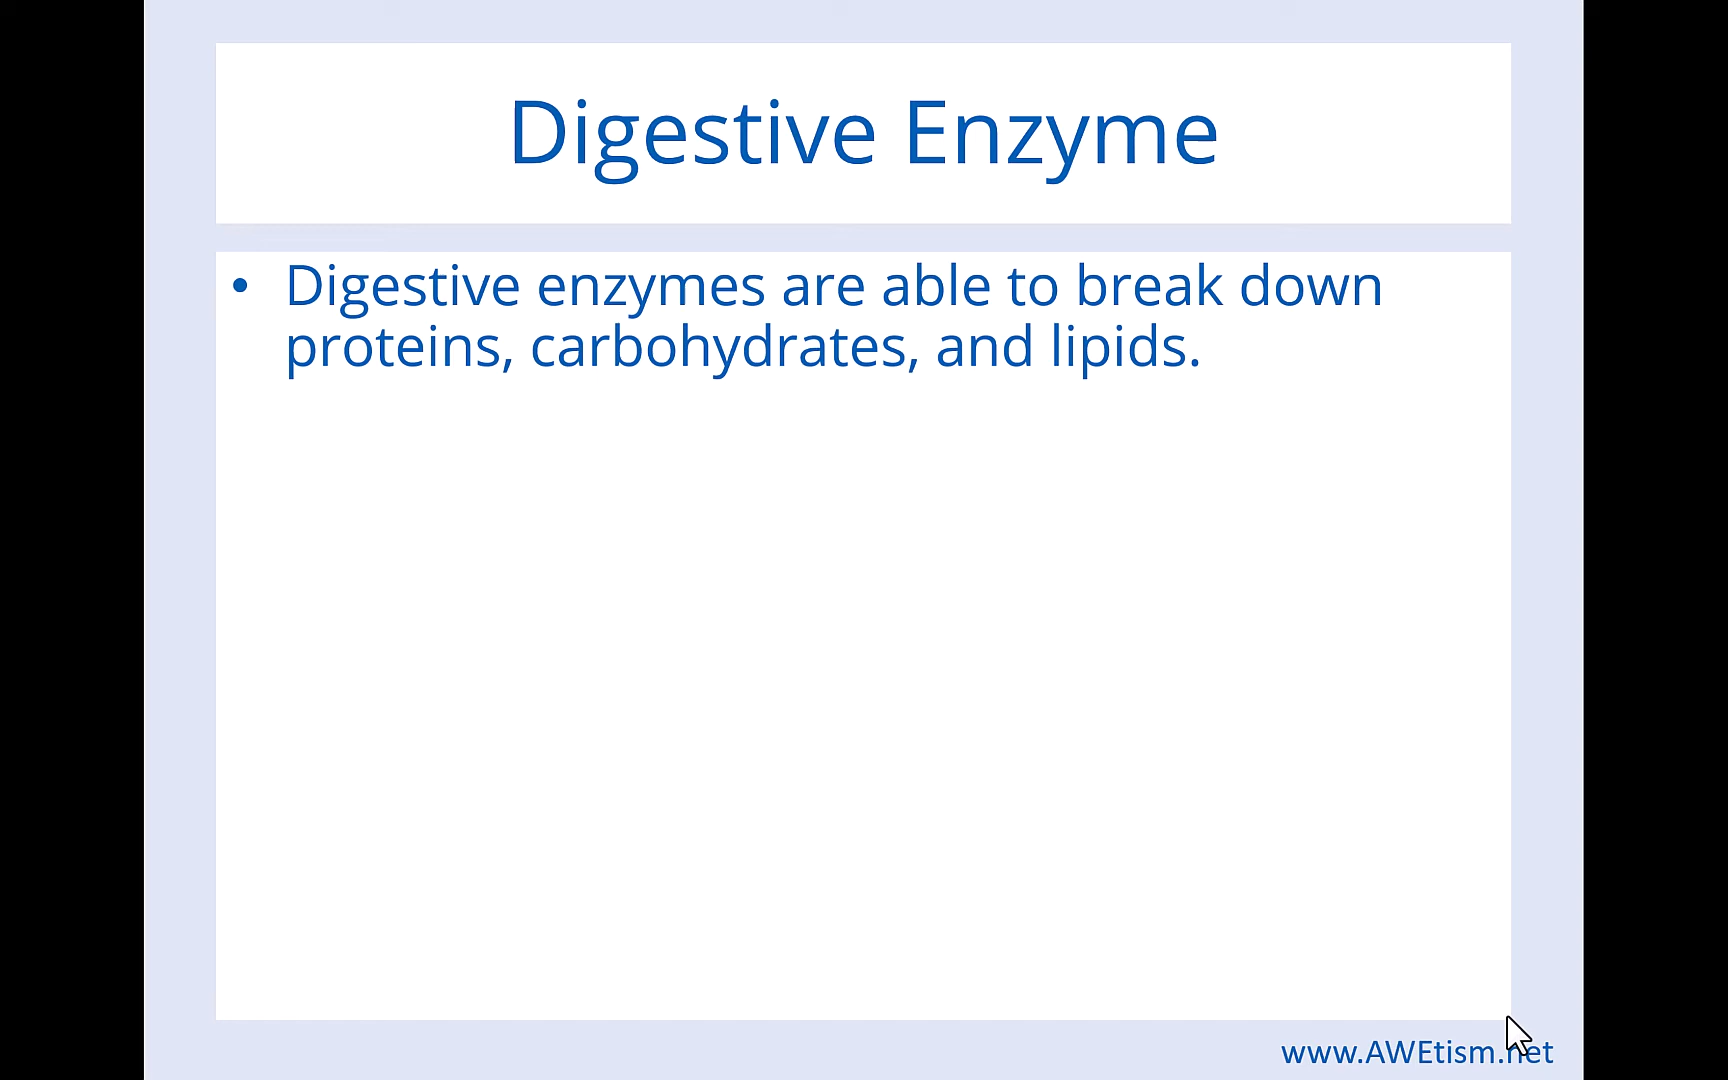 Digestive Enzyme
• Digestive enzymes are able to break down
proteins, carbohydrates, and lipids.
www.AWEtism.net